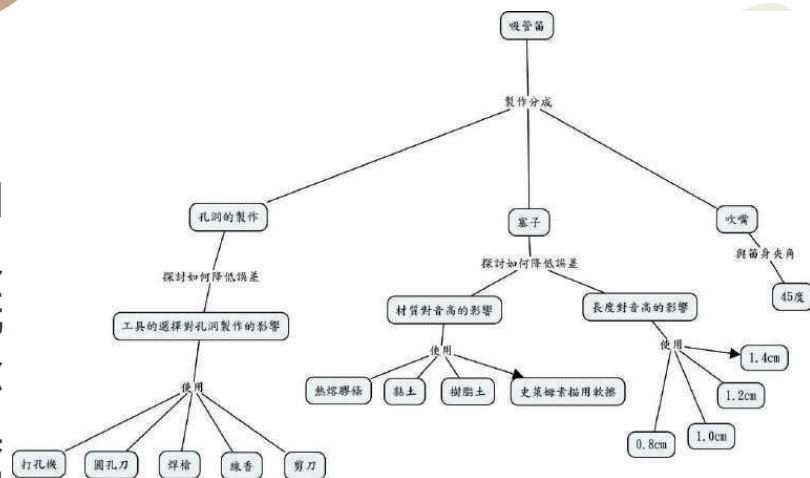 吸管笛
製作分成
孔洞的製作
塞子
吹嘴
探討如何降低誤差
探討如何降低誤差
與笛身夾角
工具的選擇對孔洞製作的影響
材質對音高的影響
長度對音高的影響
45度
使用
使用
使用
打孔機
圓孔刀
焊槍
線香
剪刀
熱熔膠條
黏土
樹脂土
史萊姆素描用軟擦
0.8cm
1.0cm
1.2cm
1.4cm